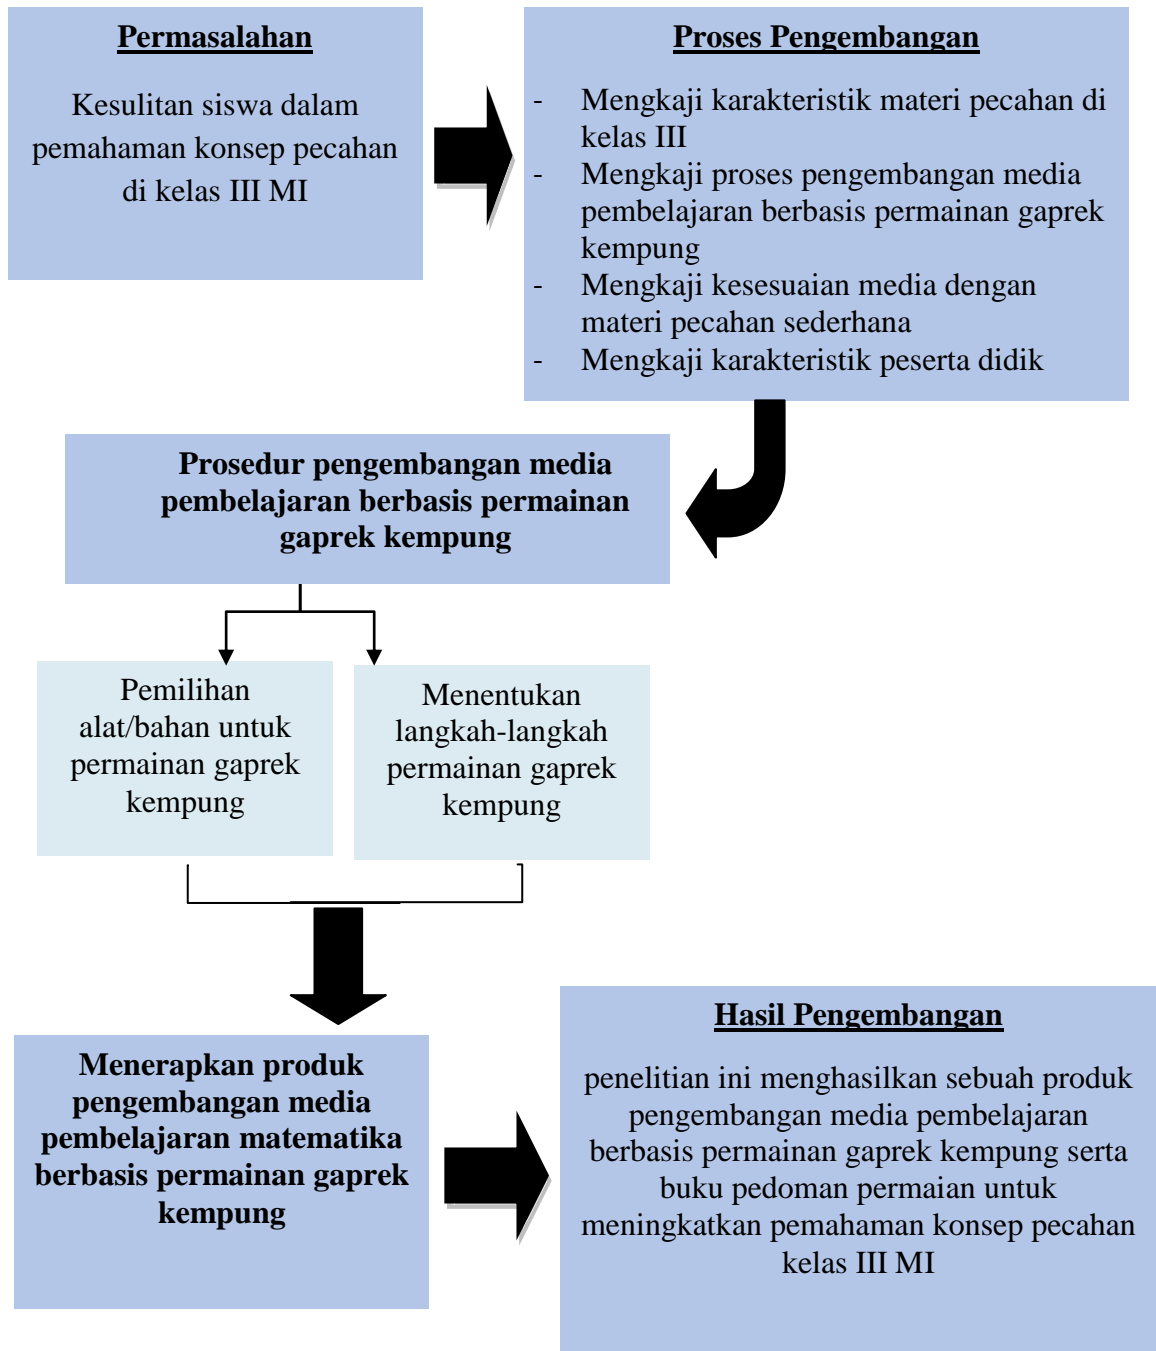 Permasalahan
Kesulitan siswa dalam
pemahaman konsep pecahan
di kelas III MI
Proses Pengembangan
- Mengkaji karakteristik materi pecahan di
kelas III
- Mengkaji proses pengembangan media
pembelajaran berbasis permainan gaprek
kempung
- Mengkaji kesesuaian media dengan
materi pecahan sederhana
- Mengkaji karakteristik peserta didik
Prosedur pengembangan media
pembelajaran berbasis permainan
gaprek kempung
Pemilihan
alat/bahan untuk
permainan gaprek
kempung
Menentukan
langkah-langkah
permainan gaprek
kempung
Menerapkan produk
pengembangan media
pembelajaran matematika
berbasis permainan gaprek
kempung
Hasil Pengembangan
penelitian ini menghasilkan sebuah produk
pengembangan media pembelajaran
berbasis permainan gaprek kempung serta
buku pedoman permaian untuk
meningkatkan pemahaman konsep pecahan
kelas III MI